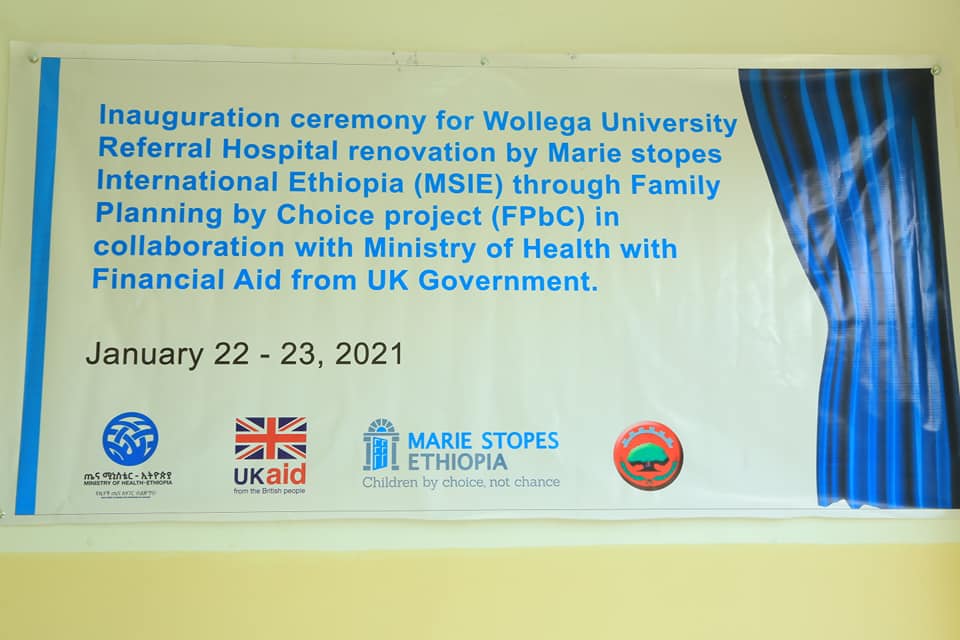 Inauguration ceremony for Wollega University
Referral Hospital renovation by Marie stopes
International Ethiopia (MSIE) through Family
Planning by Choice project (FPbC) in
collaboration with Ministry of Health with
Financial Aid from UK Government.
January 22 - 23, 2021
ጤና ሚኒስቴር - ኢትዮጵያ
MINISTRY OF HEALTH-ETHIOPIA
UKaid
from the British people
MARIE STOPES
ETHIOPIA
Children by choice, not chance